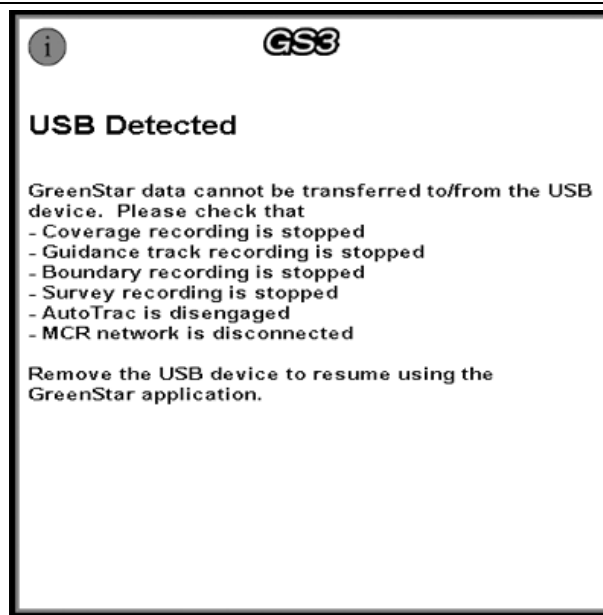 i
GS3
USB Detected
GreenStar data cannot be transferred to/from the USB
device. Please check that
- Coverage recording is stopped
- Guidance track recording is stopped
- Boundary recording is stopped
- Survey recording is stopped
- AutoTrac is disengaged
- MCR network is disconnected
Remove the USB device to resume using the
GreenStar application.